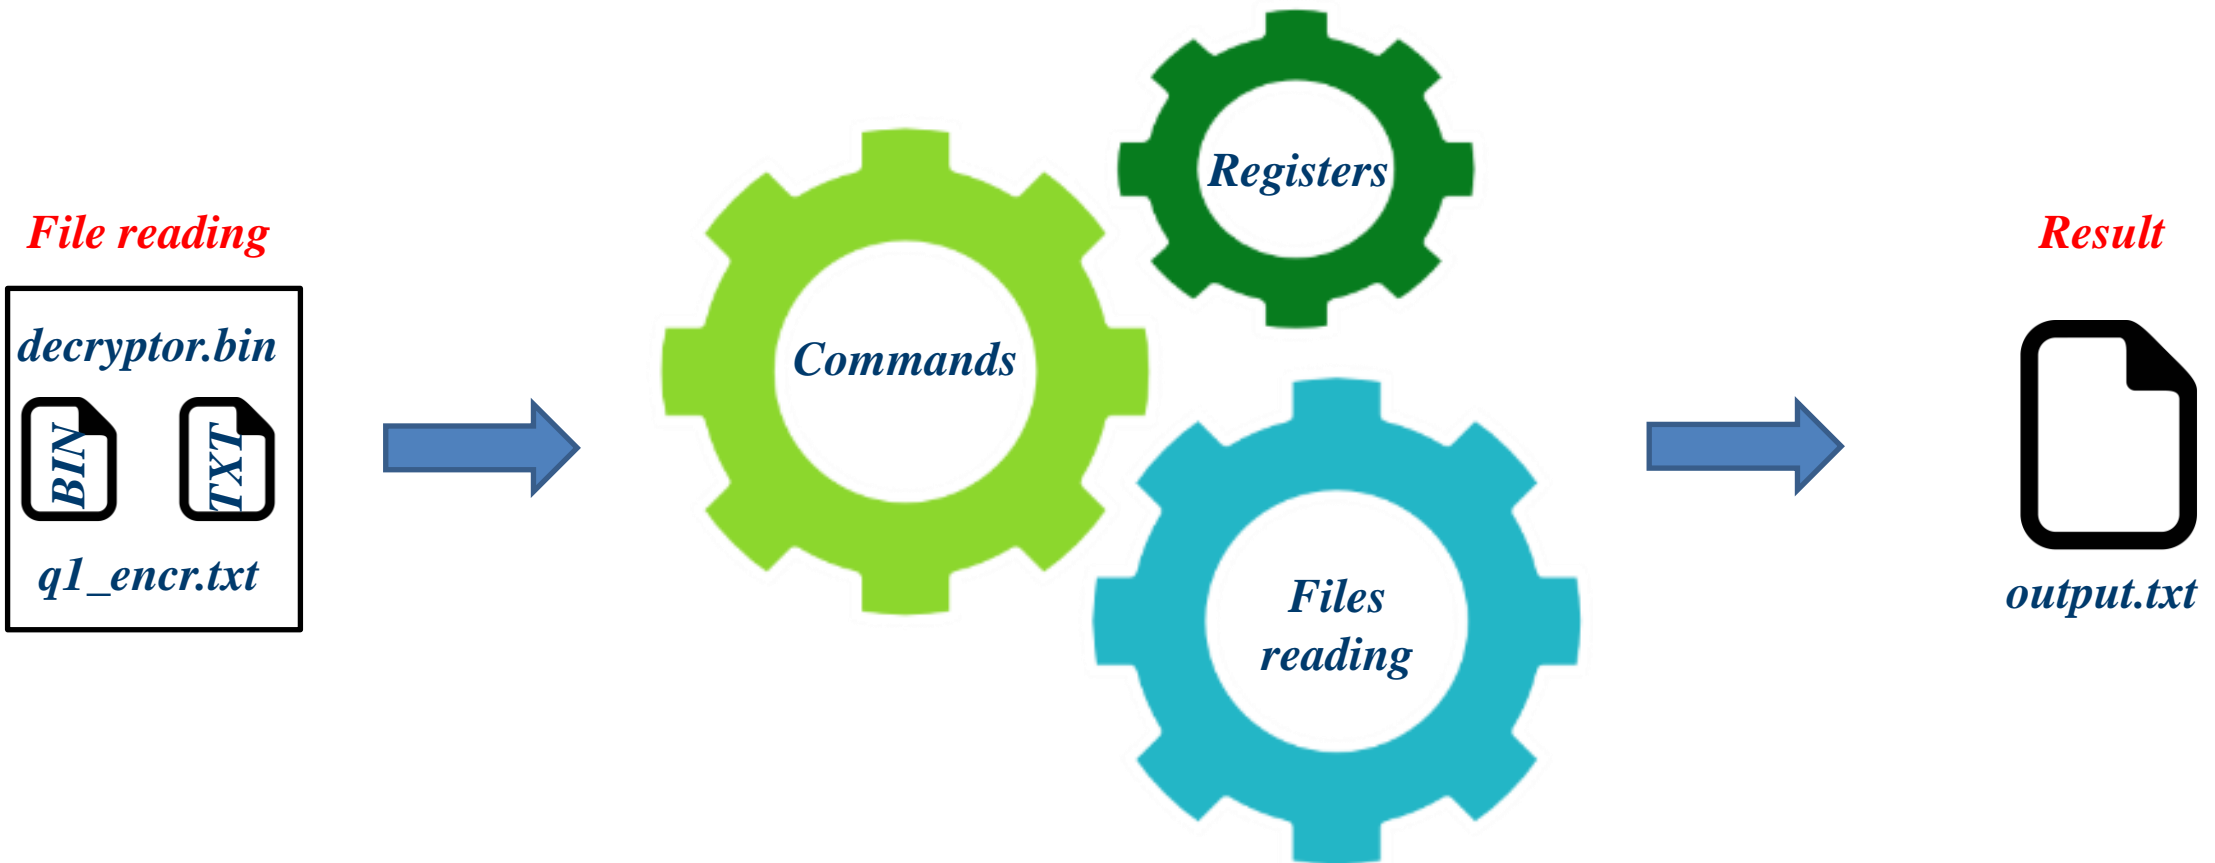 File reading
decryptor.bin
BIN
TXT
q1_encr.txt
Commands
Registers
Files
reading
Result
output.txt